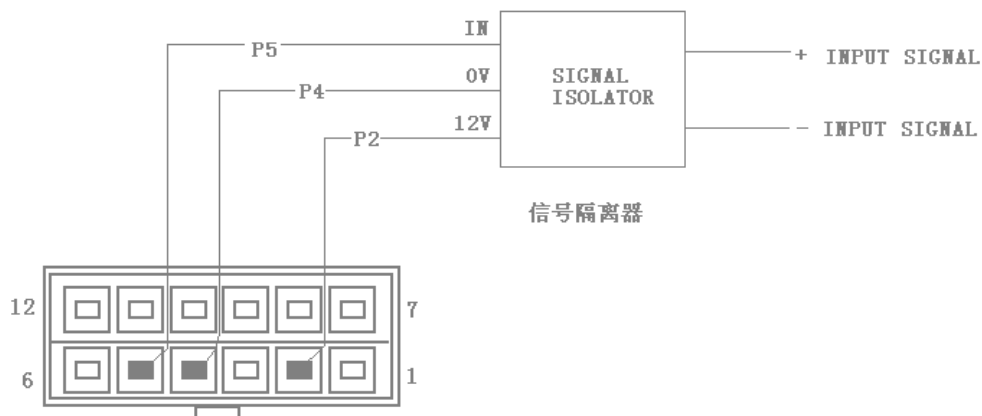 IN
P5
+ INPUT SIGNAL
0V
SIGNAL
ISOLATOR
P4
12V
- INPUT SIGNAL
P2
信号隔离器
12
7
6
1